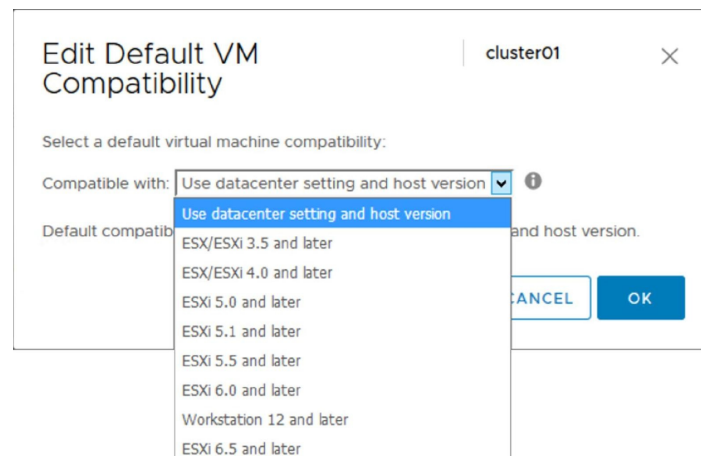 Edit Default VM
Compatibility
cluster01
Select a default virtual machine compatibility:
Compatible with: Use datacenter setting and host version
Default compatib
and host version.
Use datacenter setting and host version
ESX/ESXi 3.5 and later
ESX/ESXi 4.0 and later
ESXi 5.0 and later
ESXi 5.1 and later
ESXi 5.5 and later
ESXi 6.0 and later
Workstation 12 and later
ESXi 6.5 and later
CANCEL
OK